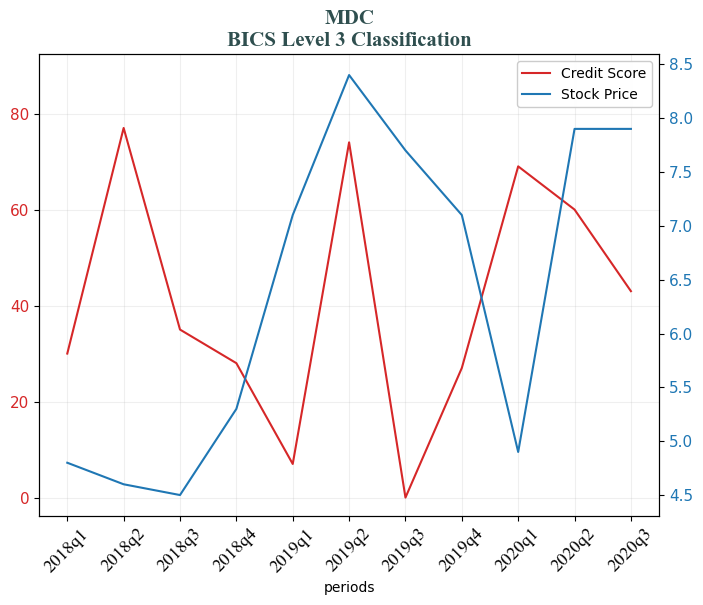 MDC
BICS Level 3 Classification
Credit Score
Stock Price
80
60
40
20
0
8.5
8.0
7.5
7.0
6.5
6.0
5.5
5.0
4.5
2018q1
2018q2
2018q3
2018q4
2019q1
2019q2
2019q3
2019q4
2020q1
2020q2
2020q3
periods